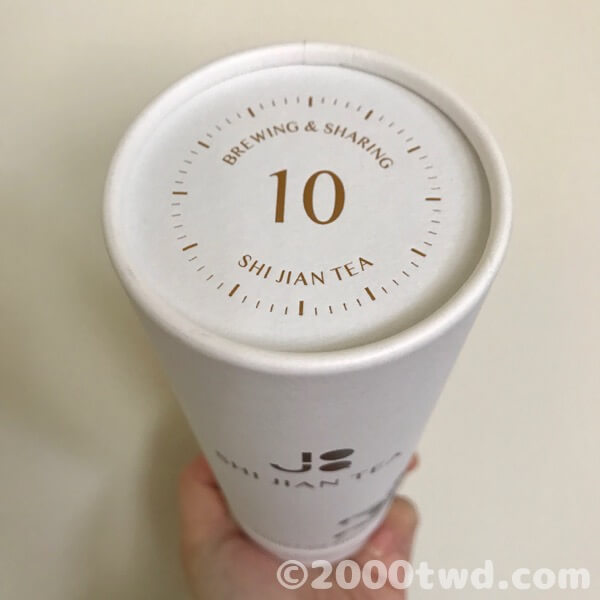 BREWING & SHARING
10
SHI JIAN TEA
SHI JIAN TEA
©2000twd.com